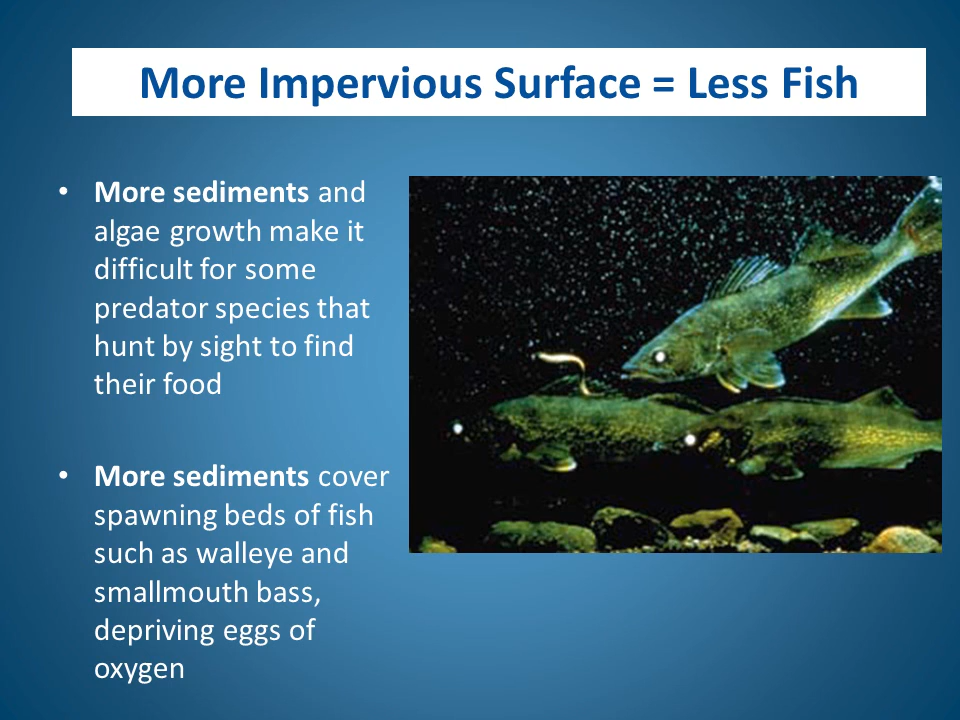 More Impervious Surface = Less Fish
• More sediments and
algae growth make it
difficult for some
predator species that
hunt by sight to find
their food
• More sediments cover
spawning beds of fish
such as walleye and
smallmouth bass,
depriving eggs of
oxygen